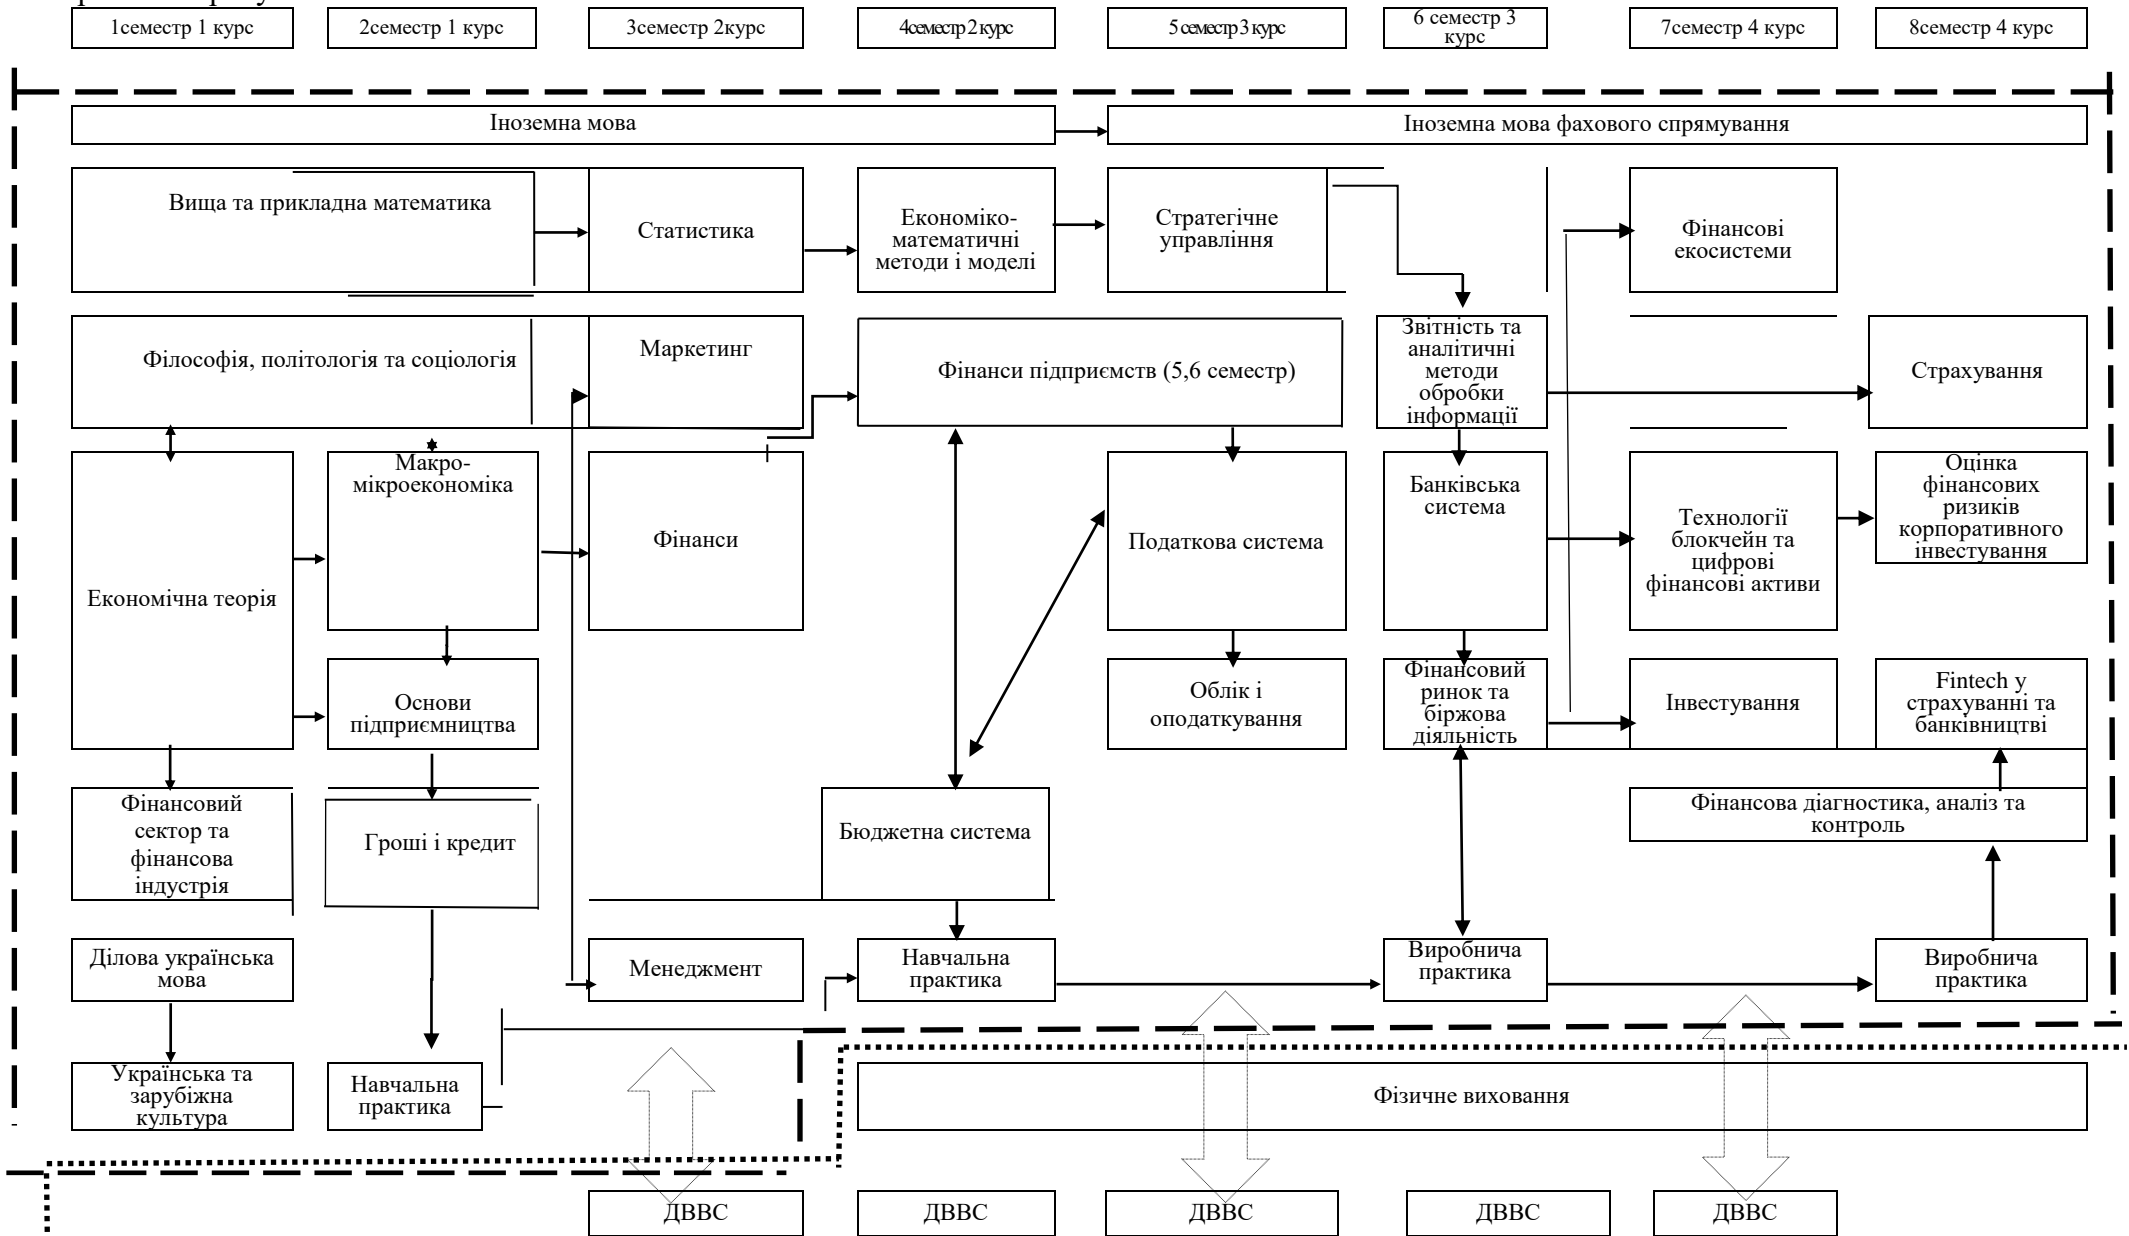 1семестр 1 курс
2семестр 1 курс
3семестр 2курс
4семестр 2 курс
5 семестр 3 курс
6 семестр 3
курс
7семестр 4 курс
8семестр 4 курс
Іноземна мова
Іноземна мова фахового спрямування
Вища та прикладна математика
Статистика
Економіко-
математичні
методи і моделі
Стратегічне
управління
Фінансові
екосистеми
Філософія, політологія та соціологія
Маркетинг
Фінанси підприємств (5,6 семестр)
Звітність та
аналітичні
методи
обробки
інформації
Страхування
Економічна теорія
Макро-
мікроекономіка
Фінанси
Податкова система
Банківська
система
Технології
блокчейн та
цифрові
фінансові активи
Оцінка
фінансових
ризиків
корпоративного
інвестування
Основи
підприємництва
Облік і
оподаткування
Фінансовий
ринок та
біржова
діяльність
Інвестування
Fintech у
страхуванні та
банківництві
Фінансовий
сектор та
фінансова
індустрія
Гроші і кредит
Бюджетна система
Фінансова діагностика, аналіз та
контроль
Ділова українська
мова
Менеджмент
Навчальна
практика
Виробнича
практика
Виробнича
практика
Українська та
зарубіжна
культура
Навчальна
практика
Фізичне виховання
ДВВС
ДВВС
ДВВС
ДВВС
ДВВС